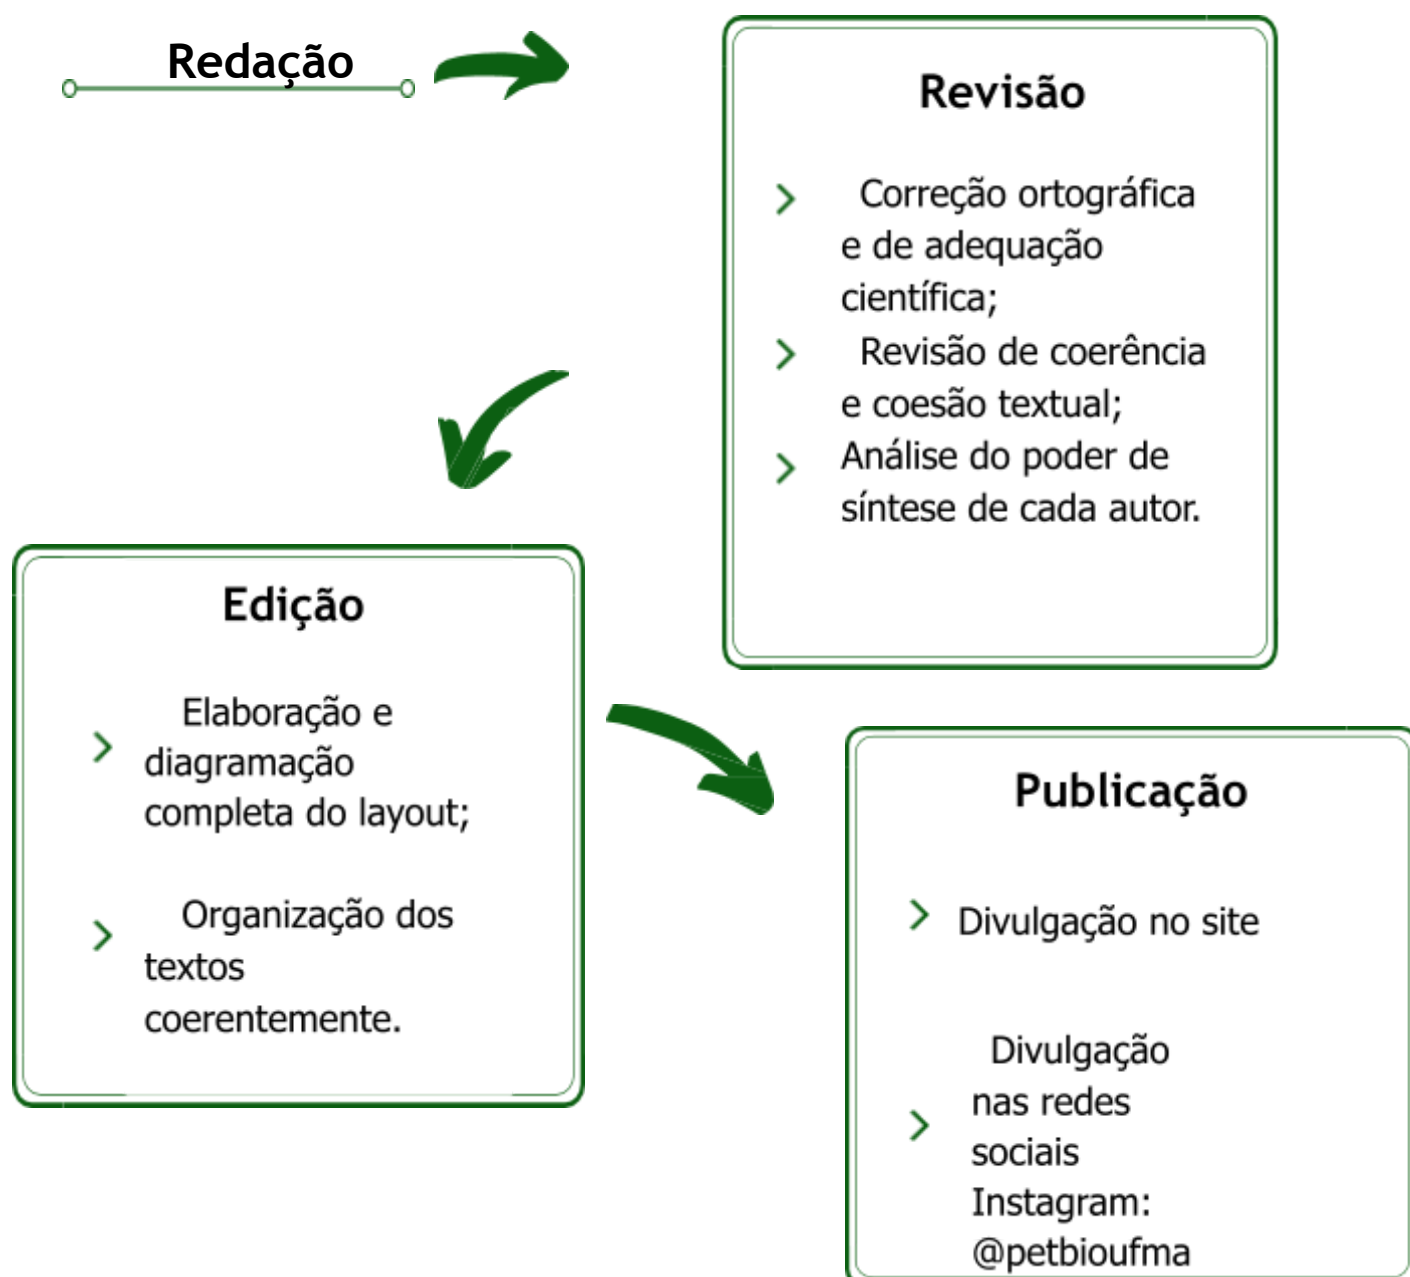 Redação
Revisão
Correção ortográfica
e de adequação
científica;
Revisão de coerência
e coesão textual;
Análise do poder de
síntese de cada autor.
Edição
Elaboração e
diagramação
completa do layout;
Organização dos
textos
coerentemente.
Publicação
Divulgação no site
Divulgação
nas redes
sociais
Instagram:
@petbioufma